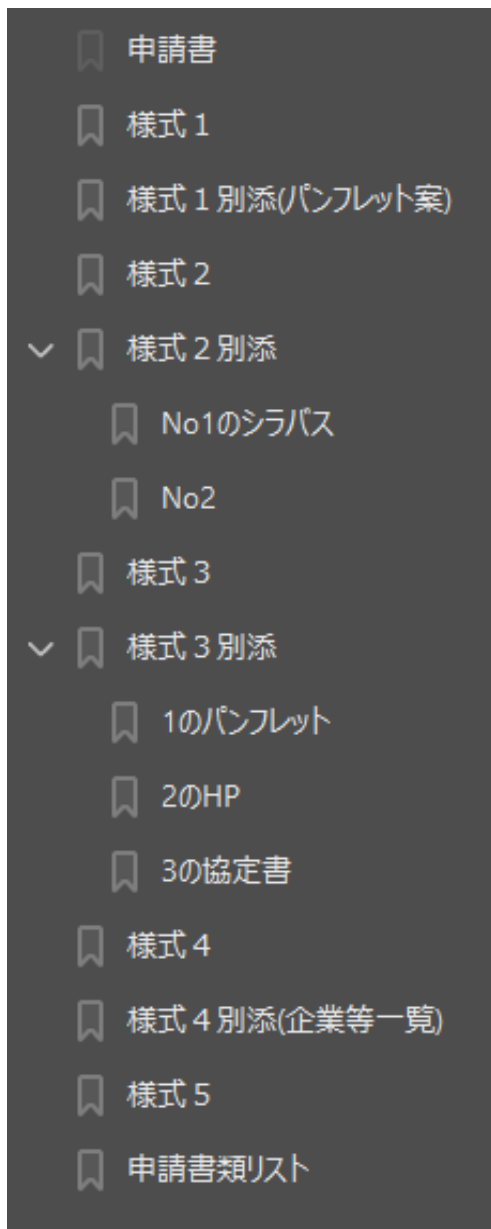 申請書
様式１
様式１別添(パンフレット案)
様式２
様式２別添
No1のシラバス
No2
様式３
様式３別添
1のパンフレット
2のHP
3の協定書
様式４
様式４別添(企業等一覧)
様式５
申請書類リスト